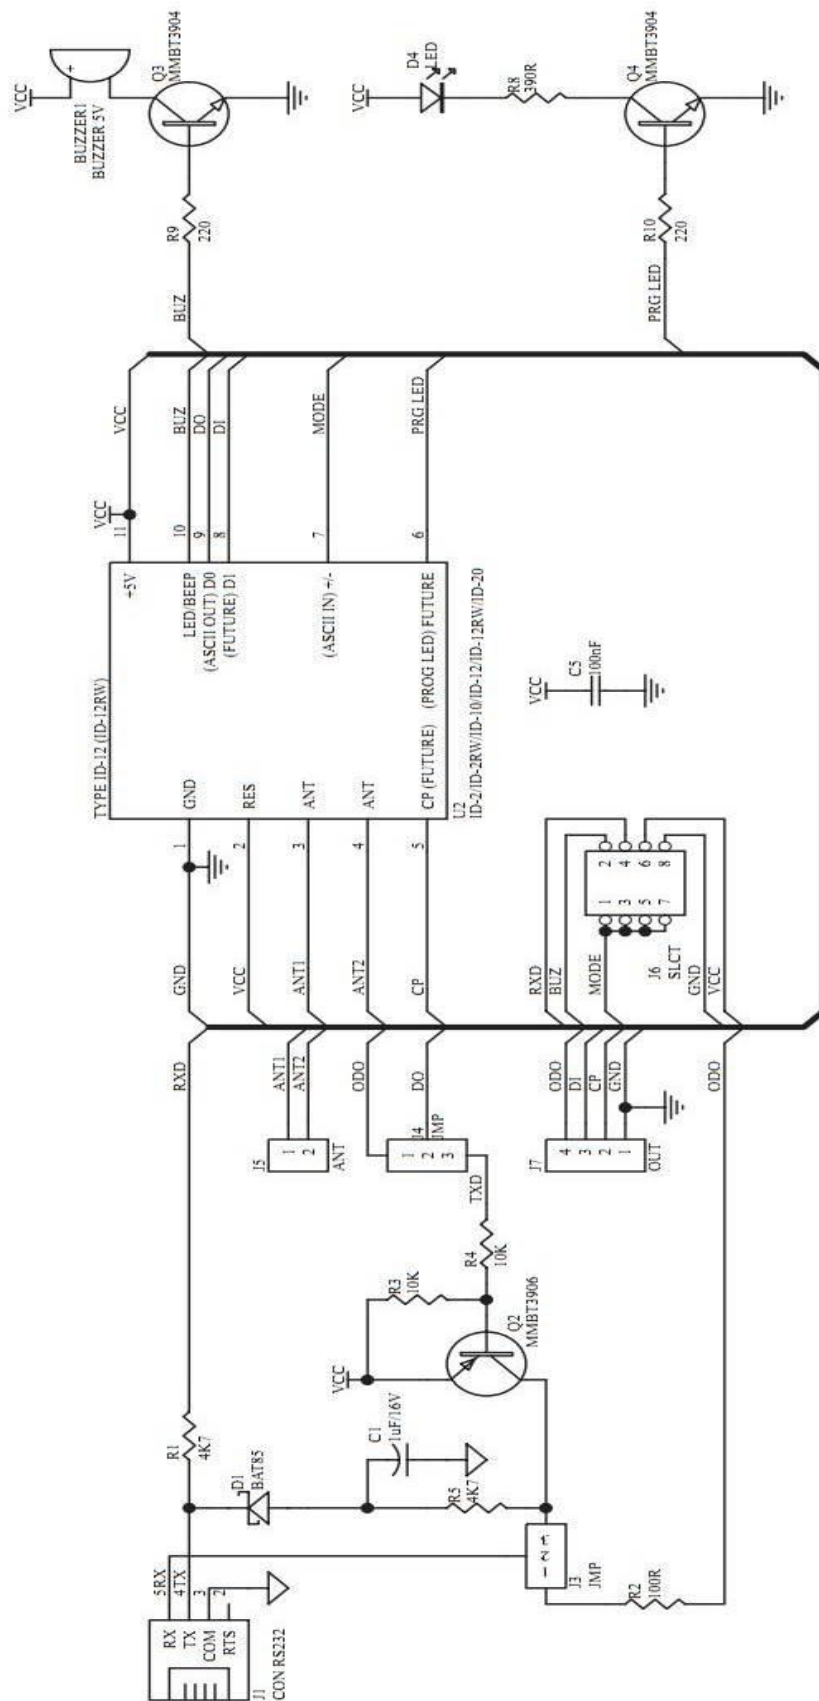 VCC
+
BUZZER1
BUZZER 5V
Q3
MMBT3904
R9
220
BUZ
VCC
D4
LED
R8
390R
Q4
MMBT3904
R10
220
PRG LED
VCC
BUZ
DO
DI
MODE
PRG LED
VCC
11
10
9
8
7
6
TYPE ID-12 (ID-12RW)
+5V
LED/BEEP
(ASCII OUT) D0
(FUTURE) D1
(ASCII IN) +/-
(PROG LED) FUTURE
GND
RES
ANT
ANT
CP (FUTURE)
U2
ID-2/ID-2RW/ID-10/ID-12/ID-12RW/ID-20
1
2
3
4
5
GND
VCC
ANT1
ANT2
CP
VCC
C5
100nF
RXD
BUZ
MODE
GND
VCC
1
3
5
7
2
4
6
8
J6
SLCT
RXD
ANT1
ANT2
ODO
DO
J5
1
2
ANT
J4
JMP
1
2
3
TXD
ODO
DI
CP
GND
ODO
J7
4
3
2
1
OUT
R4
10K
R3
10K
VCC
Q2
MMBT3906
R1
4K7
D1
BAT85
C1
1uF/16V
R5
4K7
J3
JMP
1 2 3
R2
100R
5RX
4TX
3
2
RX
TX
COM
RTS
J1
CON RS232